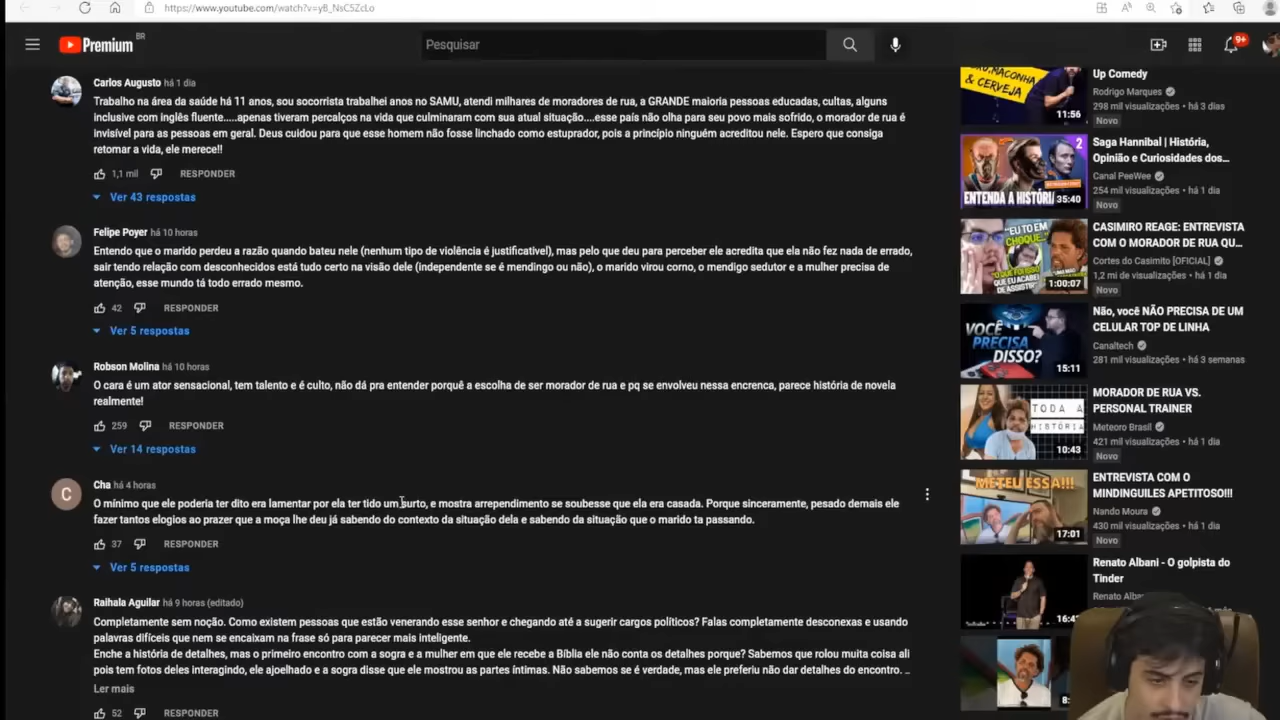 https://www.youtube.com/watch?v=yB_NsC5ZcLo
Premium BR
Pesquisar
9+
Carlos Augusto há 1 dia
Trabalho na área da saúde há 11 anos, sou socorrista trabalhei anos no SAMU, atendi milhares de moradores de rua, a GRANDE maioria pessoas educadas, cultas, alguns
inclusive com inglês fluente.....apenas tiveram percalços na vida que culminaram com sua atual situação....esse país não olha para seu povo mais sofrido, o morador de rua é
invisível para as pessoas em geral. Deus cuidou para que esse homem não fosse linchado como estuprador, pois a princípio ninguém acreditou nele. Espero que consiga
retomar a vida, ele merece!!
1,1 mil RESPONDER
Ver 43 respostas
Felipe Poyer há 10 horas
Entendo que o marido perdeu a razão quando bateu nele (nenhum tipo de violência é justificativel), mas pelo que deu para perceber ele acredita que ela não fez nada de errado,
sair tendo relação com desconhecidos está tudo certo na visão dele (independente se é mendingo ou não), o marido virou corno, o mendigo sedutor e a mulher precisa de
atenção, esse mundo tá todo errado mesmo.
42 RESPONDER
Ver 5 respostas
Robson Molina há 10 horas
O cara é um ator sensacional, tem talento e é culto, não dá pra entender porquê a escolha de ser morador de rua e pq se envolveu nessa encrenca, parece história de novela
realmente!
259 RESPONDER
Ver 14 respostas
C
Cha há 4 horas
O mínimo que ele poderia ter dito era lamentar por ela ter tido um surto, e mostra arrependimento se soubesse que ela era casada. Porque sinceramente, pesado demais ele
fazer tantos elogios ao prazer que a moça lhe deu já sabendo do contexto da situação dela e sabendo da situação que o marido ta passando.
37 RESPONDER
Ver 5 respostas
Raihala Aguilar há 9 horas (editado)
Completamente sem noção. Como existem pessoas que estão venerando esse senhor e chegando até a sugerir cargos políticos? Falas completamente desconexas e usando
palavras difíceis que nem se encaixam na frase só para parecer mais inteligente.
Enche a história de detalhes, mas o primeiro encontro com a sogra e a mulher em que ele recebe a Bíblia ele não conta os detalhes porque? Sabemos que rolou muita coisa ali
pois tem fotos deles interagindo, ele ajoelhado e a sogra disse que ele mostrou as partes íntimas. Não sabemos se é verdade, mas ele preferiu não dar detalhes do encontro. ..
Ler mais
52 RESPONDER
MACONHA
& CERVEJA
11:56
Up Comedy
Rodrigo Marques
298 mil visualizações • há 3 dias
Novo
2
ENTENDA A HISTÓRI
35:40
Saga Hannibal | História,
Opinião e Curiosidades dos...
Canal PeeWee
254 mil visualizações • há 1 dia
Novo
"EU TO EM
CHOQUE"
1:00:07
CASIMIRO REAGE: ENTREVISTA
COM O MORADOR DE RUA QU...
Cortes do Casimito [OFICIAL]
1,2 mi de visualizações • há 1 dia
Novo
VOCÊ
PRECISA
DISSO?
15:11
Não, você NÃO PRECISA DE UM
CELULAR TOP DE LINHA
Canaltech
281 mil visualizações • há 3 semanas
TODA A
HISTÓRIA
10:43
MORADOR DE RUA VS.
PERSONAL TRAINER
Meteoro Brasil
421 mil visualizações • há 1 dia
Novo
METEU ESSA!!!
17:01
ENTREVISTA COM O
MINDINGUILES APETITOSO!!!
Nando Moura
430 mil visualizações • há 1 dia
Novo
16:4
Renato Albani - O golpista do
Tinder
Renato Alba
8: